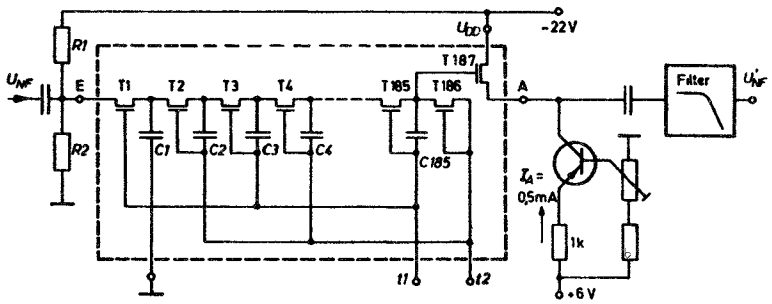 -22V
U_DD
R1
U_NF
E
T1
T2
T3
T4
T185
T186
T187
A
Filter
U'_NF
R2
C1
C2
C3
C4
C185
I_A =
0,5mA
1k
t1
t2
+6V